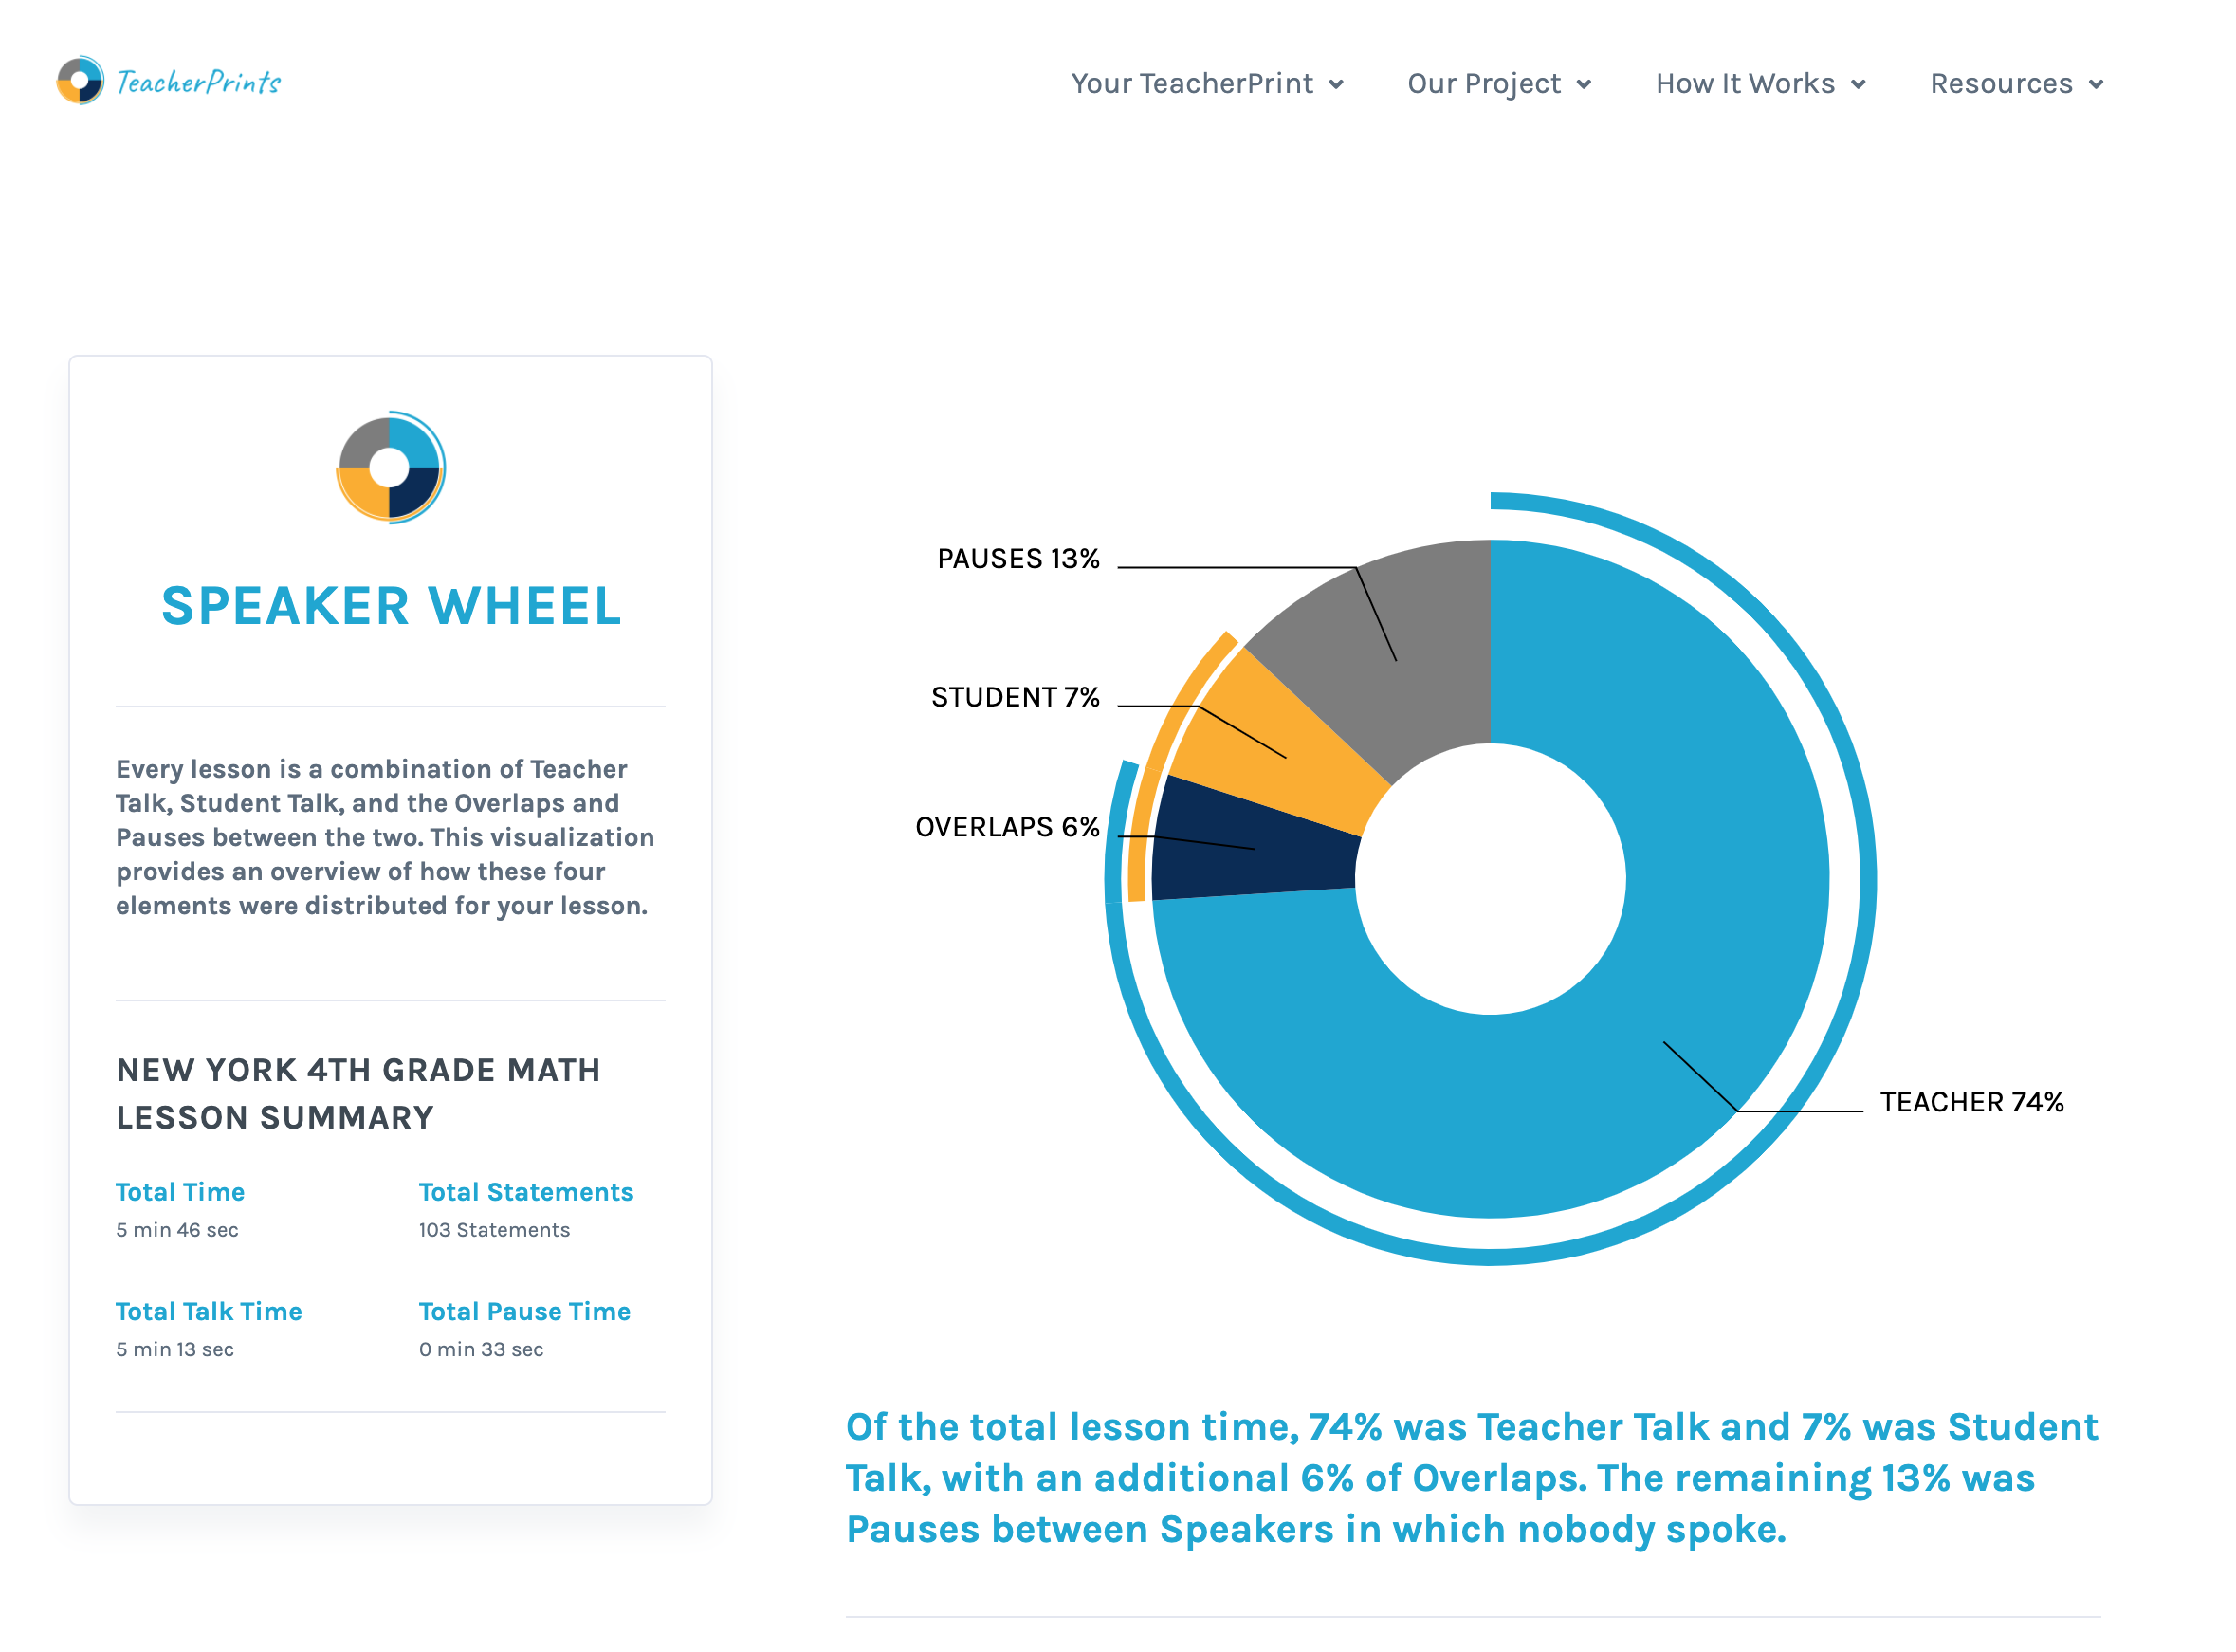 TeacherPrints
Your TeacherPrint
Our Project
How It Works
Resources
SPEAKER WHEEL
Every lesson is a combination of Teacher
Talk, Student Talk, and the Overlaps and
Pauses between the two. This visualization
provides an overview of how these four
elements were distributed for your lesson.
NEW YORK 4TH GRADE MATH
LESSON SUMMARY
Total Time
5 min 46 sec
Total Statements
103 Statements
Total Talk Time
5 min 13 sec
Total Pause Time
0 min 33 sec
PAUSES 13%
STUDENT 7%
OVERLAPS 6%
TEACHER 74%
Of the total lesson time, 74% was Teacher Talk and 7% was Student
Talk, with an additional 6% of Overlaps. The remaining 13% was
Pauses between Speakers in which nobody spoke.